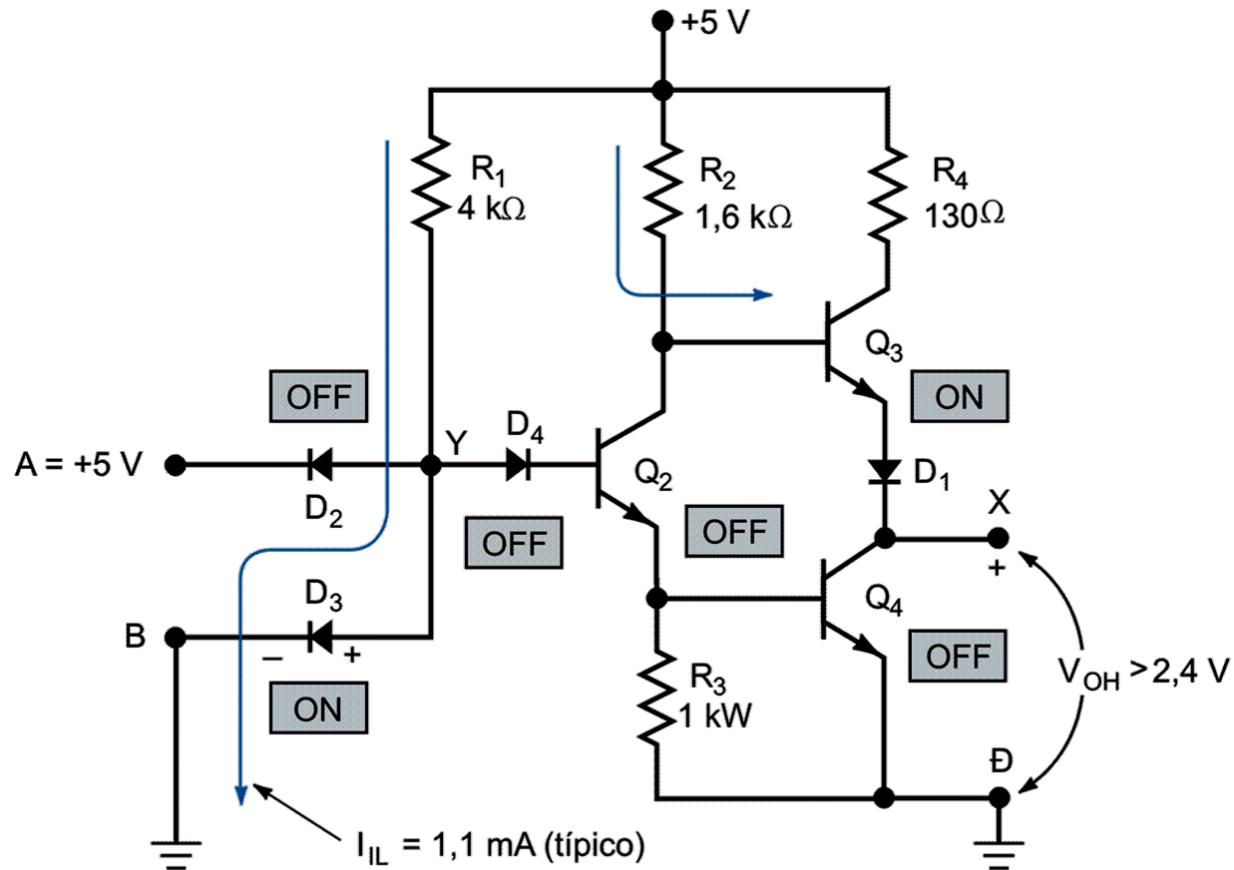 +5 V
R1
4 kΩ
R2
1,6 kΩ
R4
130Ω
Q3
OFF
ON
A = +5 V
Y
D4
D2
Q2
D1
X
OFF
OFF
+
D3
B
– +
Q4
ON
R3
1 kW
OFF
VOH > 2,4 V
Đ
IIL = 1,1 mA (típico)